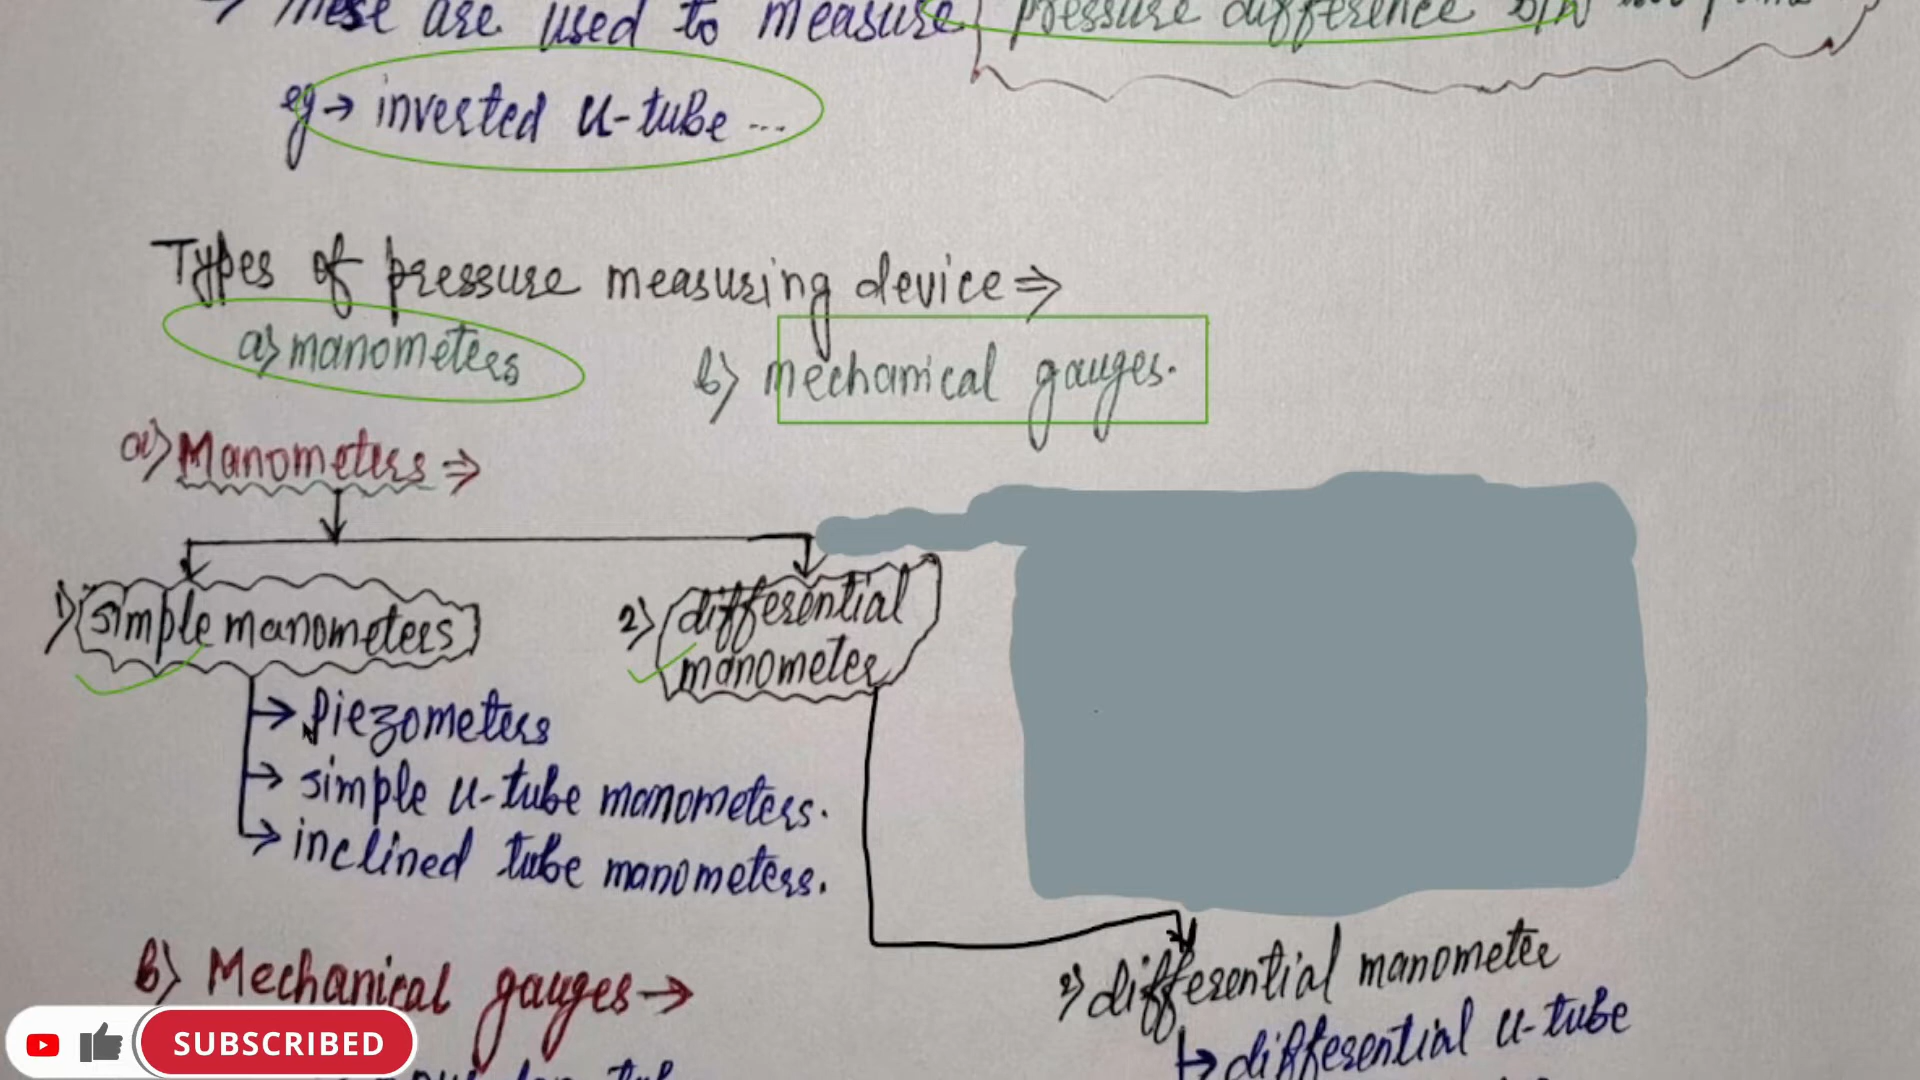 These are used to measure pressure difference b/w
eg → inverted u-tube ...
Types of pressure measuring device ⇒
a) manometers
b) mechanical gauges.
a) Manometers ⇒
1) simple manometers
2) differential
manometer
→ piezometers
→ simple u-tube manometers.
→ inclined tube manometers.
b) Mechanical gauges →
2) differential manometer
→ differential u-tube
SUBSCRIBED